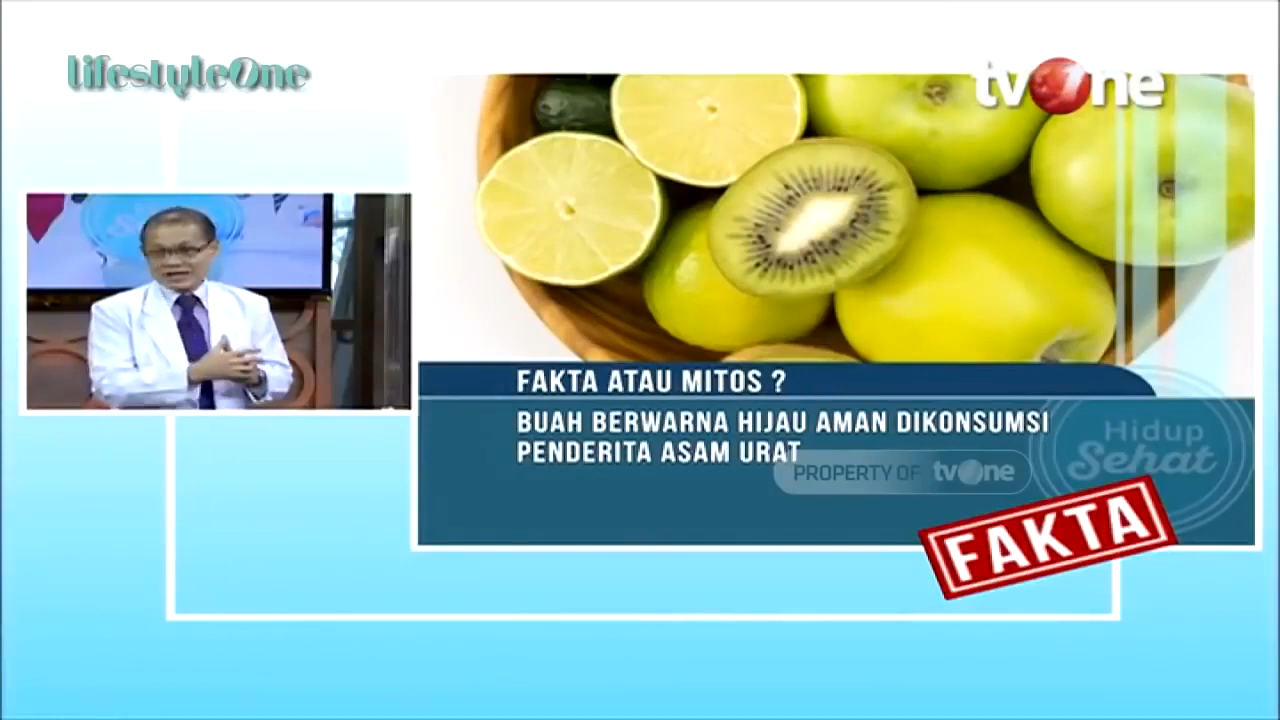 lifestyleOne
tvOne
FAKTA ATAU MITOS ?
BUAH BERWARNA HIJAU AMAN DIKONSUMSI
PENDERITA ASAM URAT
PROPERTY OF tvOne
Hidup
Sehat
FAKTA